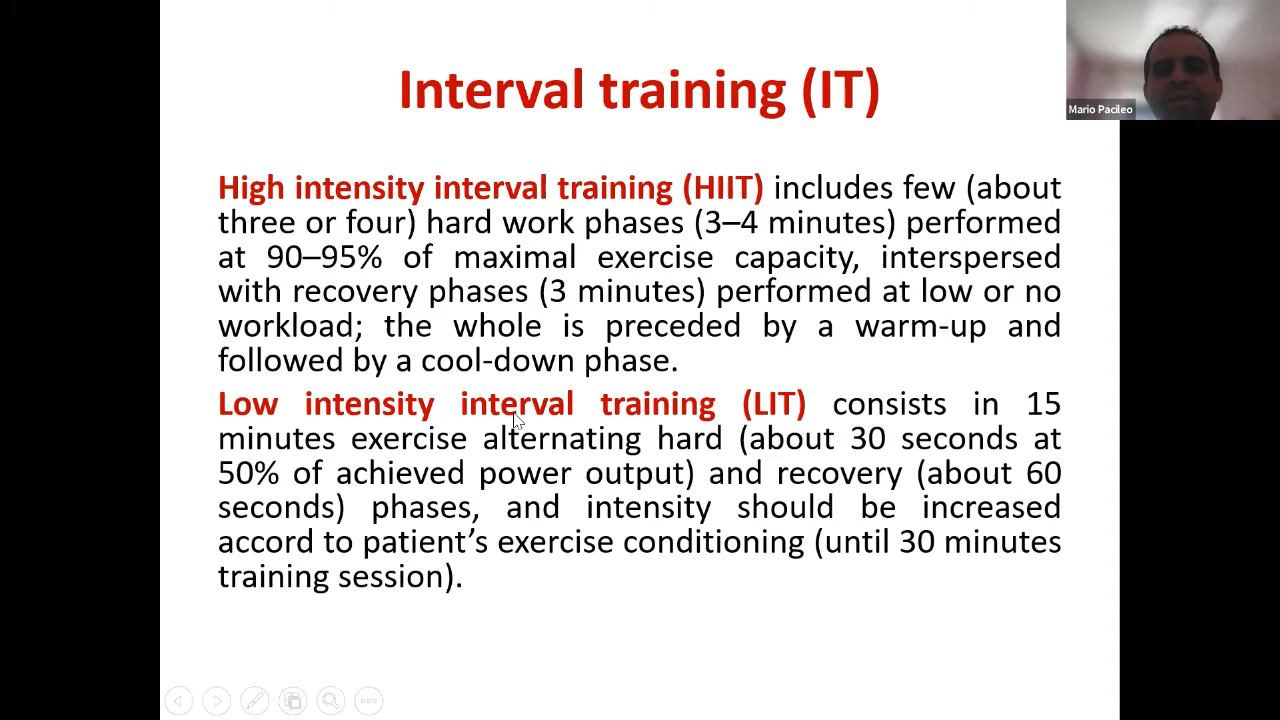 Interval training (IT)
Mario Pacileo
High intensity interval training (HIIT) includes few (about
three or four) hard work phases (3–4 minutes) performed
at 90–95% of maximal exercise capacity, interspersed
with recovery phases (3 minutes) performed at low or no
workload; the whole is preceded by a warm-up and
followed by a cool-down phase.
Low intensity interval training (LIT) consists in 15
minutes exercise alternating hard (about 30 seconds at
50% of achieved power output) and recovery (about 60
seconds) phases, and intensity should be increased
accord to patient’s exercise conditioning (until 30 minutes
training session).